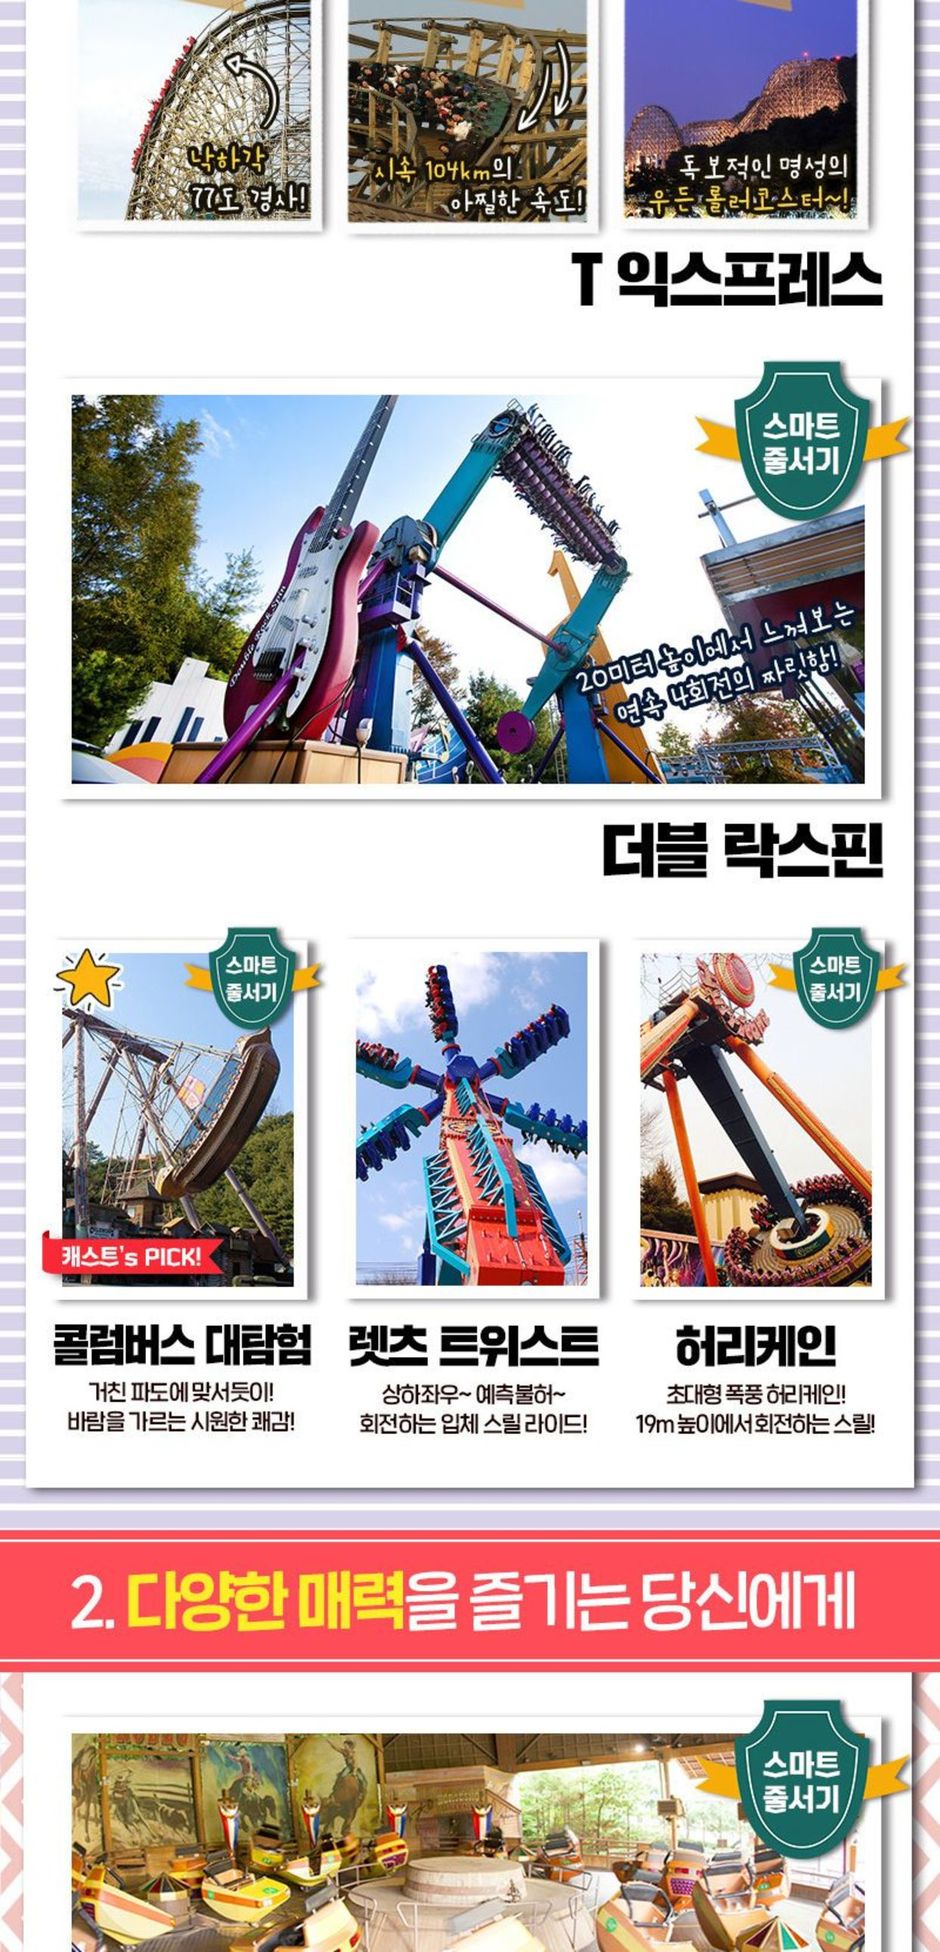 낙하각
77도 경사!
시속 104km의
아찔한 속도!
독보적인 명성의
우든 롤러코스터~!
T 익스프레스
스마트
줄서기
Double Rock Spin
20미터 높이에서 느껴보는
연속 4회전의 짜릿함!
더블 락스핀
스마트
줄서기
캐스트's PICK!
콜럼버스 대탐험
거친 파도에 맞서듯이!
바람을 가르는 시원한 쾌감!
렛츠 트위스트
상하좌우~ 예측불허~
회전하는 입체 스릴 라이드!
스마트
줄서기
허리케인
초대형 폭풍 허리케인!
19m 높이에서 회전하는 스릴!
2. 다양한 매력을 즐기는 당신에게
스마트
줄서기